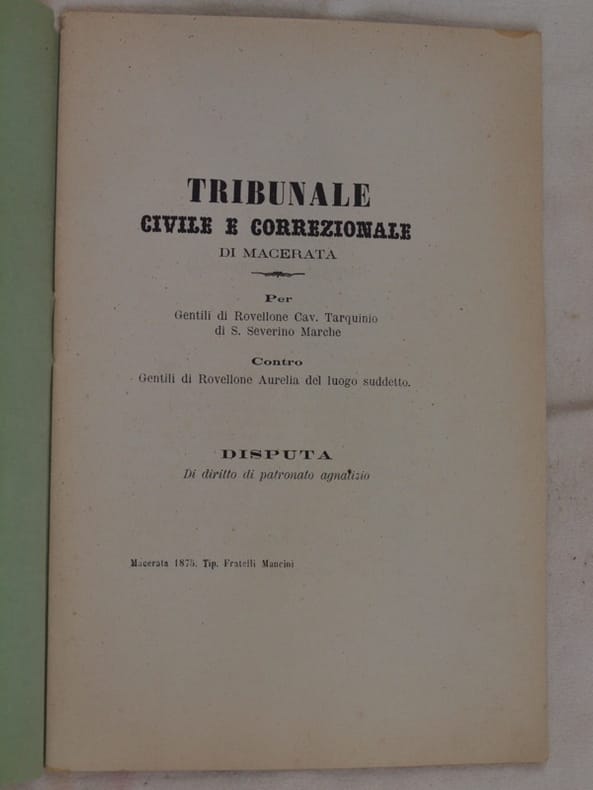 TRIBUNALE
CIVILE E CORREZIONALE
DI MACERATA
Per
Gentili di Rovellone Cav. Tarquinio
di S. Severino Marche
Contro
Gentili di Rovellone Aurelia del luogo suddetto.
DISPUTA
Di diritto di patronato agnatizio
Macerata 1875. Tip. Fratelli Mancini